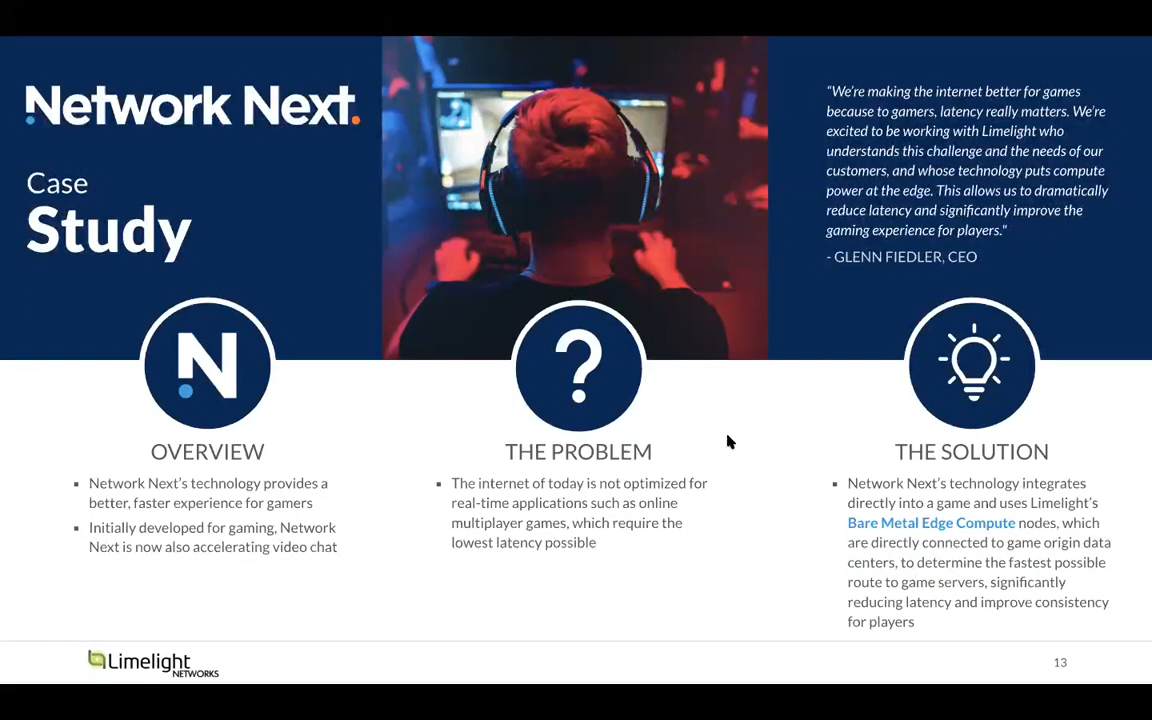 Network Next.
Case
Study
"We're making the internet better for games
because to gamers, latency really matters. We're
excited to be working with Limelight who
understands this challenge and the needs of our
customers, and whose technology puts compute
power at the edge. This allows us to dramatically
reduce latency and significantly improve the
gaming experience for players."
- GLENN FIEDLER, CEO
N
?
OVERVIEW
▪ Network Next's technology provides a
better, faster experience for gamers
▪ Initially developed for gaming, Network
Next is now also accelerating video chat
THE PROBLEM
▪ The internet of today is not optimized for
real-time applications such as online
multiplayer games, which require the
lowest latency possible
THE SOLUTION
▪ Network Next's technology integrates
directly into a game and uses Limelight's
Bare Metal Edge Compute nodes, which
are directly connected to game origin data
centers, to determine the fastest possible
route to game servers, significantly
reducing latency and improve consistency
for players
Limelight
NETWORKS
13